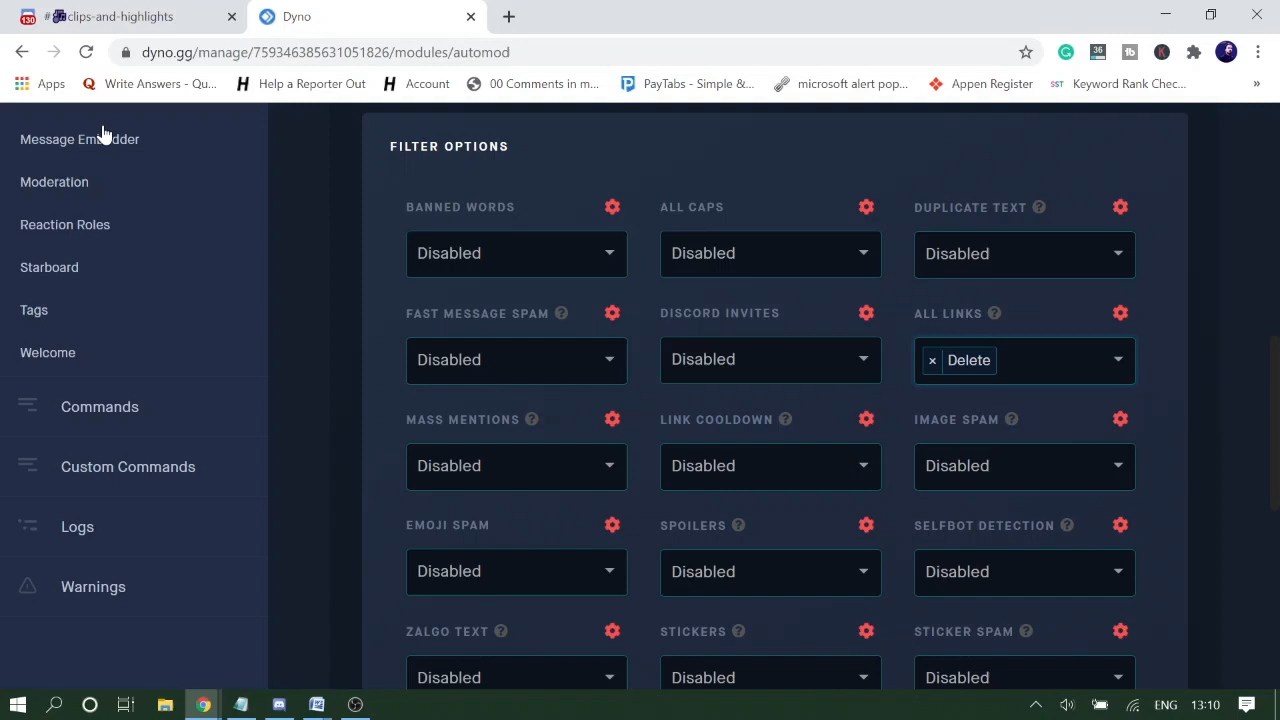 130
#
clips-and-highlights
Dyno
dyno.gg/manage/759346385631051826/modules/automod
36
Apps
Write Answers - Qu...
Help a Reporter Out
Account
00 Comments in m...
PayTabs - Simple &...
microsoft alert pop...
Appen Register
SST
Keyword Rank Chec...
»
Message Embedder
Moderation
Reaction Roles
Starboard
Tags
Welcome
Commands
Custom Commands
Logs
Warnings
FILTER OPTIONS
BANNED WORDS
ALL CAPS
DUPLICATE TEXT ?
Disabled
Disabled
Disabled
FAST MESSAGE SPAM ?
DISCORD INVITES
ALL LINKS ?
Disabled
Disabled
× Delete
MASS MENTIONS ?
LINK COOLDOWN ?
IMAGE SPAM ?
Disabled
Disabled
Disabled
EMOJI SPAM
SPOILERS ?
SELFBOT DETECTION ?
Disabled
Disabled
Disabled
ZALGO TEXT ?
STICKERS ?
STICKER SPAM ?
Disabled
Disabled
Disabled
ENG
13:10